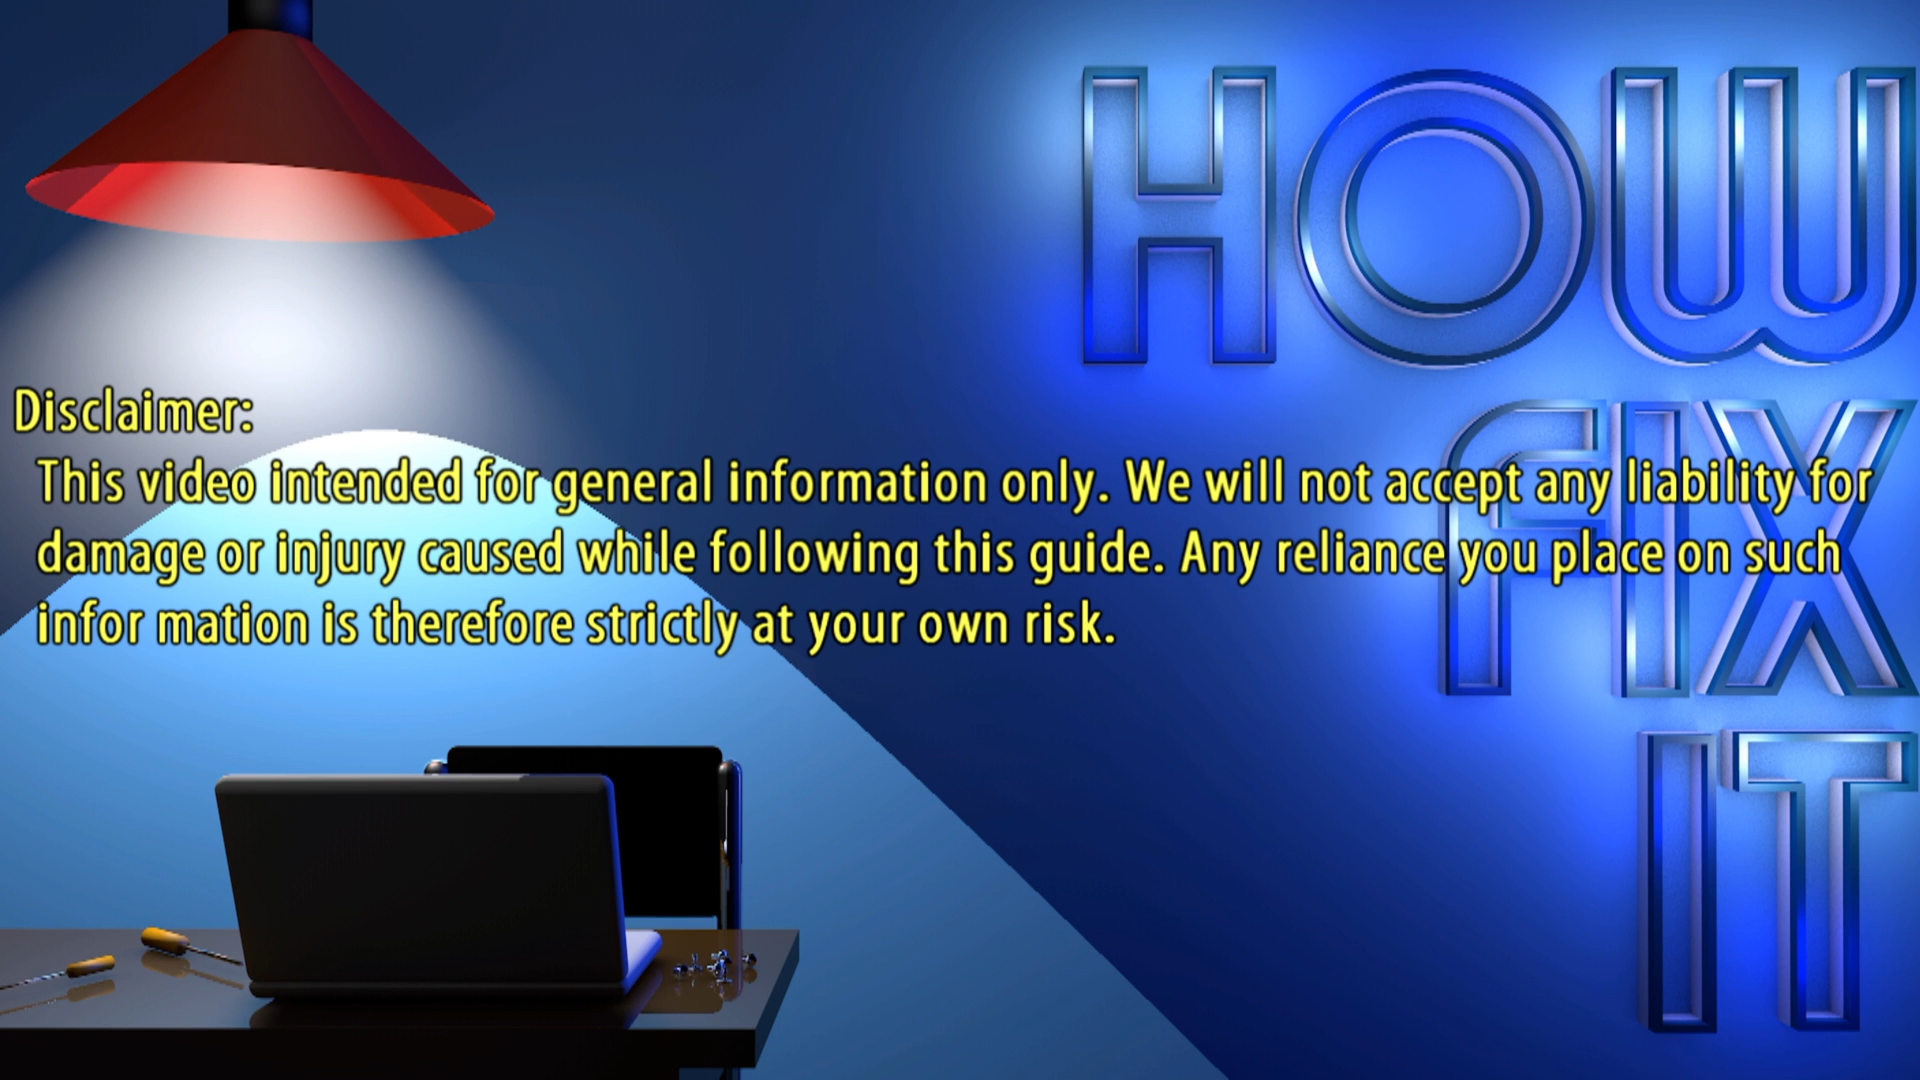 HOW
FIX
IT
Disclaimer:
This video intended for general information only. We will not accept any liability for
damage or injury caused while following this guide. Any reliance you place on such
infor mation is therefore strictly at your own risk.